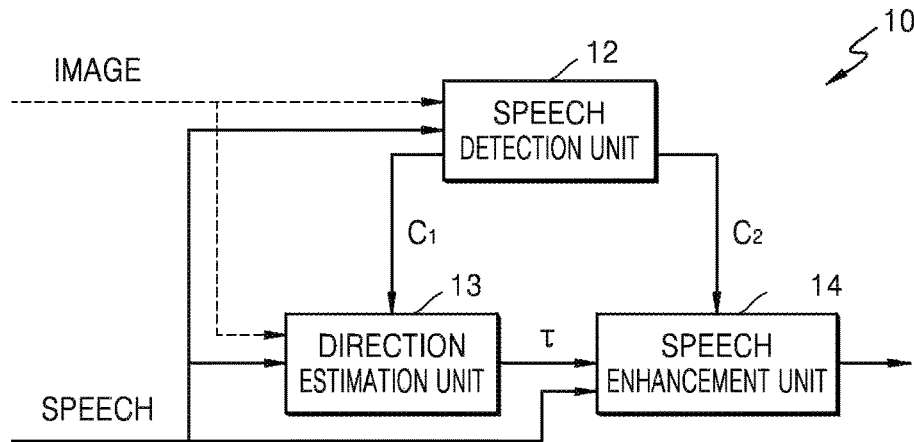 10
IMAGE
12
SPEECH
DETECTION UNIT
C1
C2
13
14
DIRECTION
ESTIMATION UNIT
τ
SPEECH
ENHANCEMENT UNIT
SPEECH